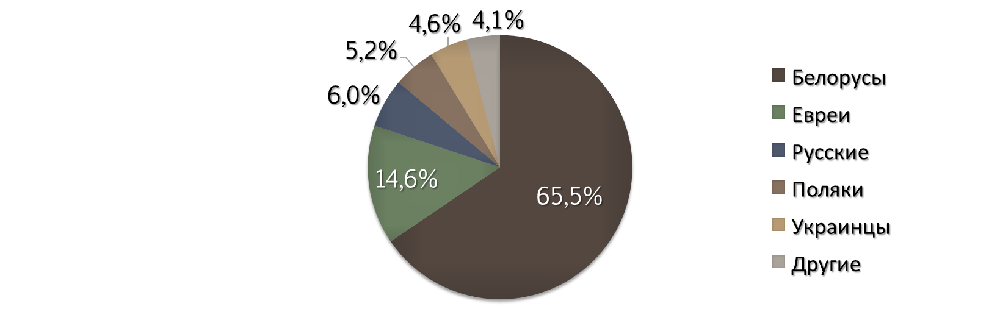 4,6%
4,1%
5,2%
6,0%
14,6%
65,5%
Белорусы
Евреи
Русские
Поляки
Украинцы
Другие